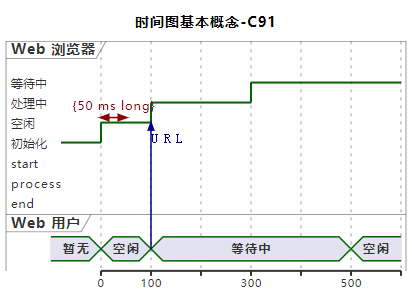 时间图基本概念-C91
Web 浏览器
等待中
处理中
{50 ms long}
空闲
URL
初始化
start
process
end
Web 用户
暂无 空闲 等待中 空闲
0 100 300 500